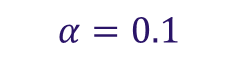 α = 0.1